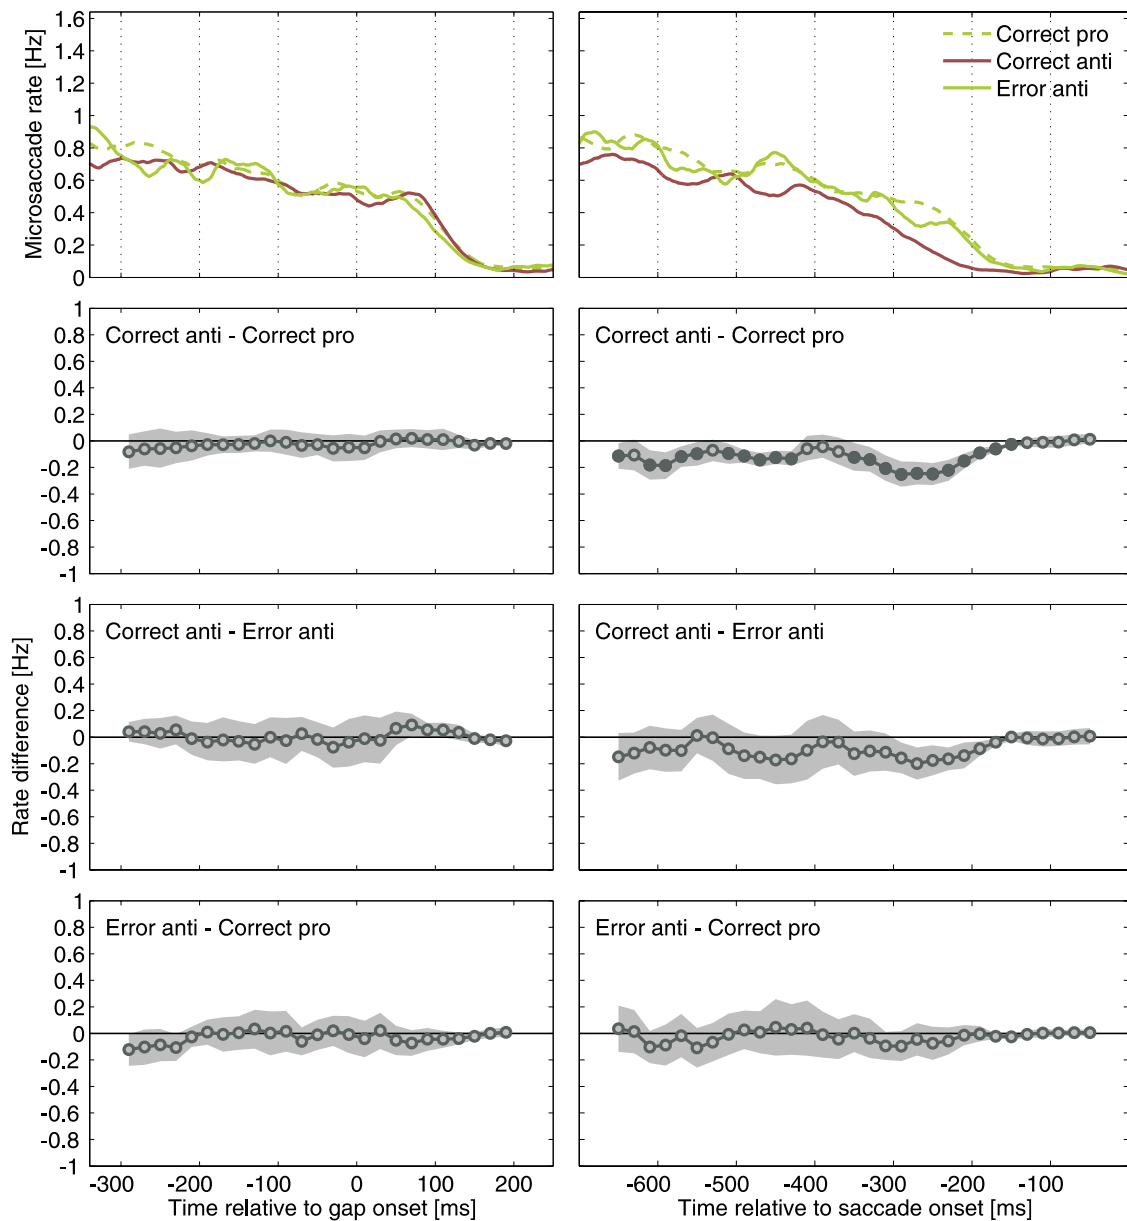 Microsaccade rate [Hz]
1.6
1.2
1
0.8
0.6
0.4
0.2
0
Correct pro
Correct anti
Error anti
Rate difference [Hz]
1
0.8
0.6
0.4
0.2
0
-0.2
-0.4
-0.6
-0.8
-1
Correct anti - Correct pro
Correct anti - Correct pro
1
0.8
0.6
0.4
0.2
0
-0.2
-0.4
-0.6
-0.8
-1
Correct anti - Error anti
Correct anti - Error anti
1
0.8
0.6
0.4
0.2
0
-0.2
-0.4
-0.6
-0.8
-1
Error anti - Correct pro
Error anti - Correct pro
-300 -200 -100 0 100 200
Time relative to gap onset [ms]
-600 -500 -400 -300 -200 -100
Time relative to saccade onset [ms]